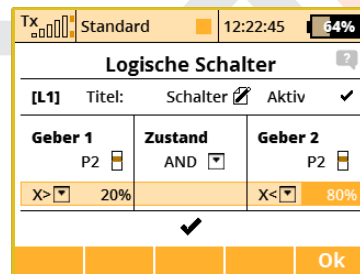 Tx Standard 12:22:45 64%
Logische Schalter ?
[L1] Titel: Schalter Aktiv
Geber 1 Zustand Geber 2
P2 AND P2
X> 20% X< 80%
Ok